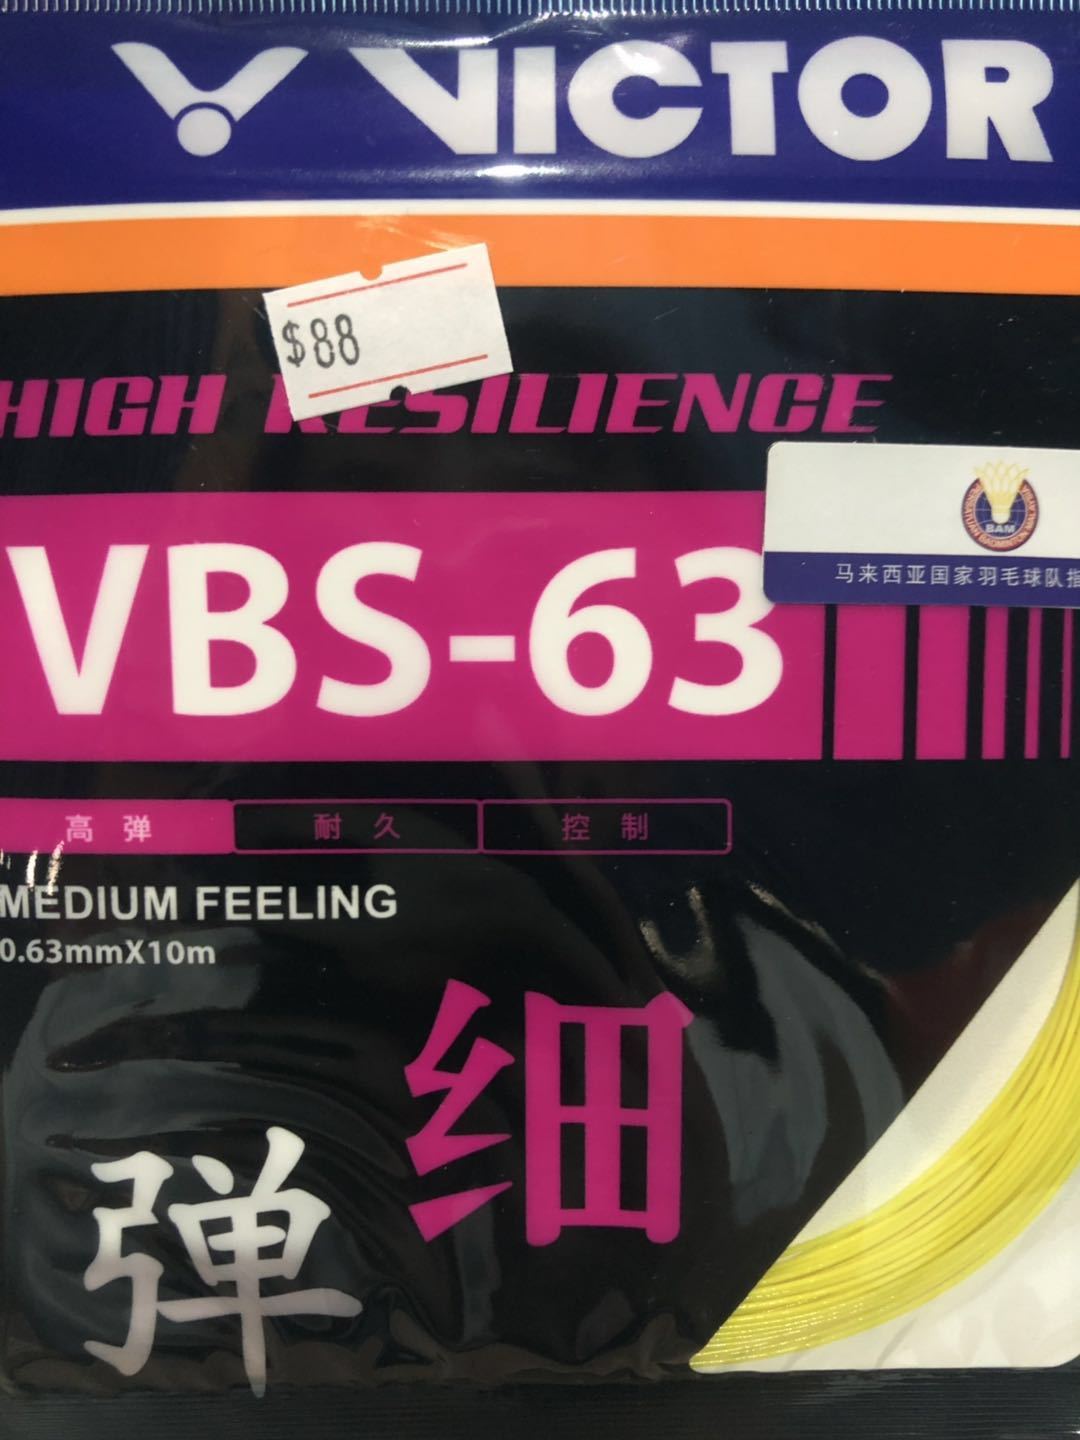 VICTOR
$88
HIGH RESILIENCE
BAM
马来西亚国家羽毛球队
VBS-63
高弹 耐久 控制
MEDIUM FEELING
0.63mmX10m
细
弹